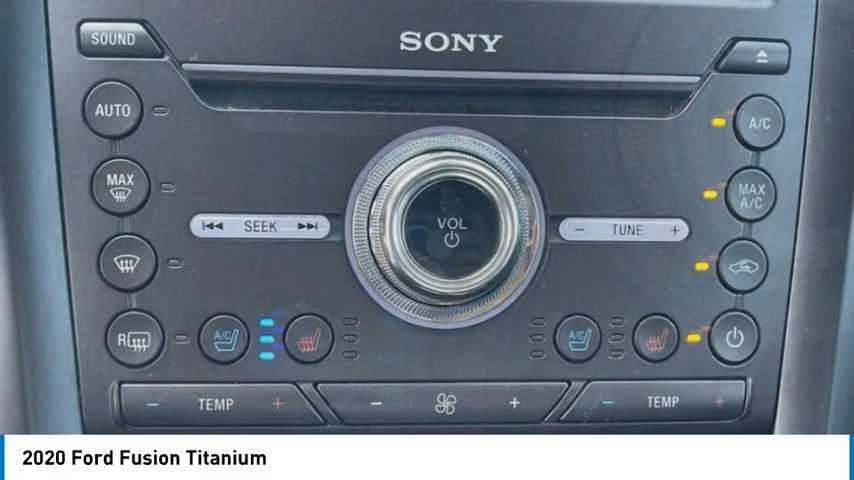 SOUND
SONY
AUTO
A/C
MAX
MAX
A/C
VOL
SEEK
− TUNE +
R
A/C
A/C
− TEMP +
− +
− TEMP +
2020 Ford Fusion Titanium